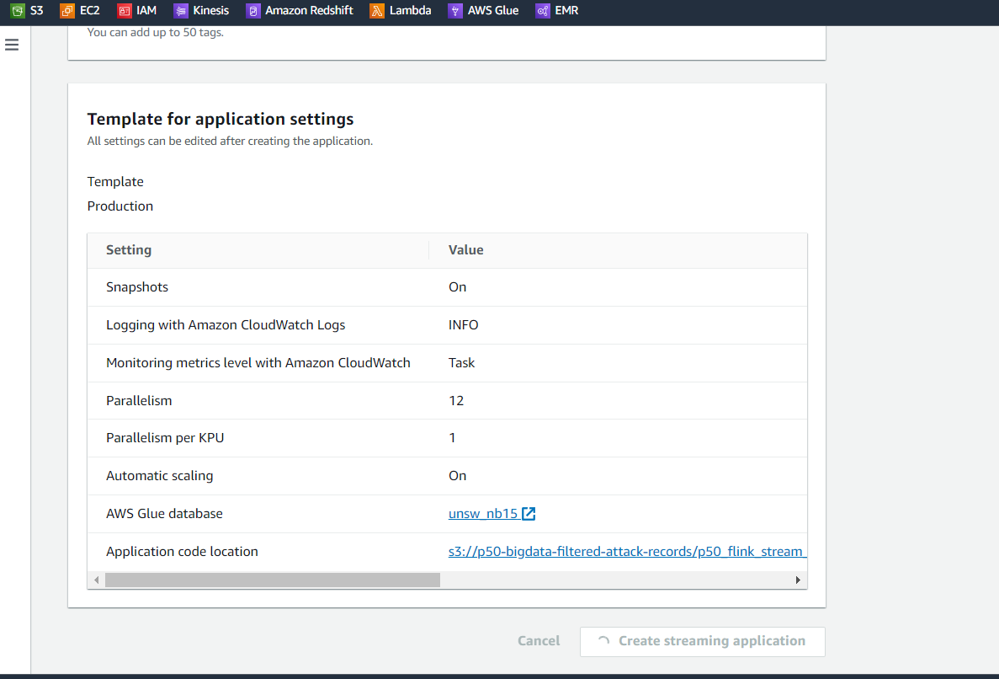 S3 EC2 IAM Kinesis Amazon Redshift Lambda AWS Glue EMR
You can add up to 50 tags.
Template for application settings
All settings can be edited after creating the application.
Template
Production
Setting Value
Snapshots On
Logging with Amazon CloudWatch Logs INFO
Monitoring metrics level with Amazon CloudWatch Task
Parallelism 12
Parallelism per KPU 1
Automatic scaling On
AWS Glue database unsw_nb15
Application code location s3://p50-bigdata-filtered-attack-records/p50_flink_stream_
Cancel Create streaming application